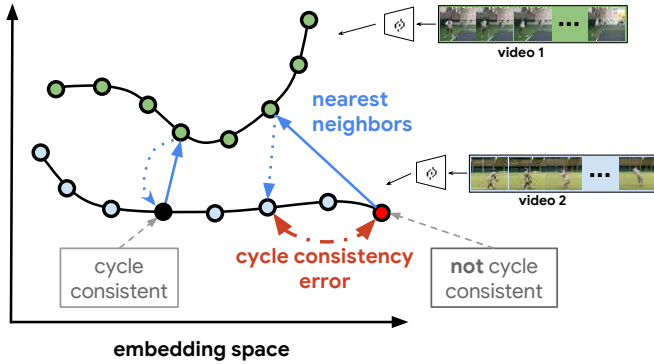 ϕ
video 1
nearest
neighbors
ϕ
video 2
cycle
consistent
cycle consistency
error
not cycle
consistent
embedding space